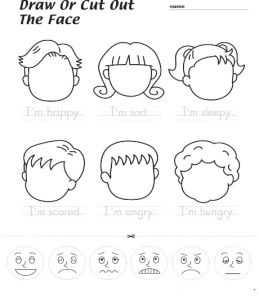 Draw Or Cut Out
name
The Face
I'm happy.
I'm sad.
I'm sleepy.
I'm scared.
I'm angry.
I'm hungry.